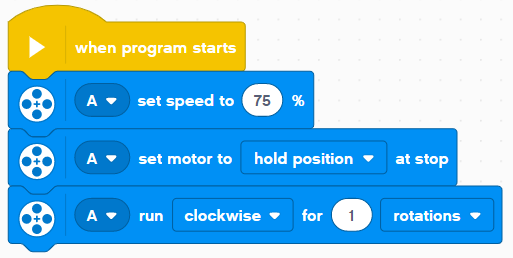 when program starts
A set speed to 75 %
A set motor to hold position at stop
A run clockwise for 1 rotations